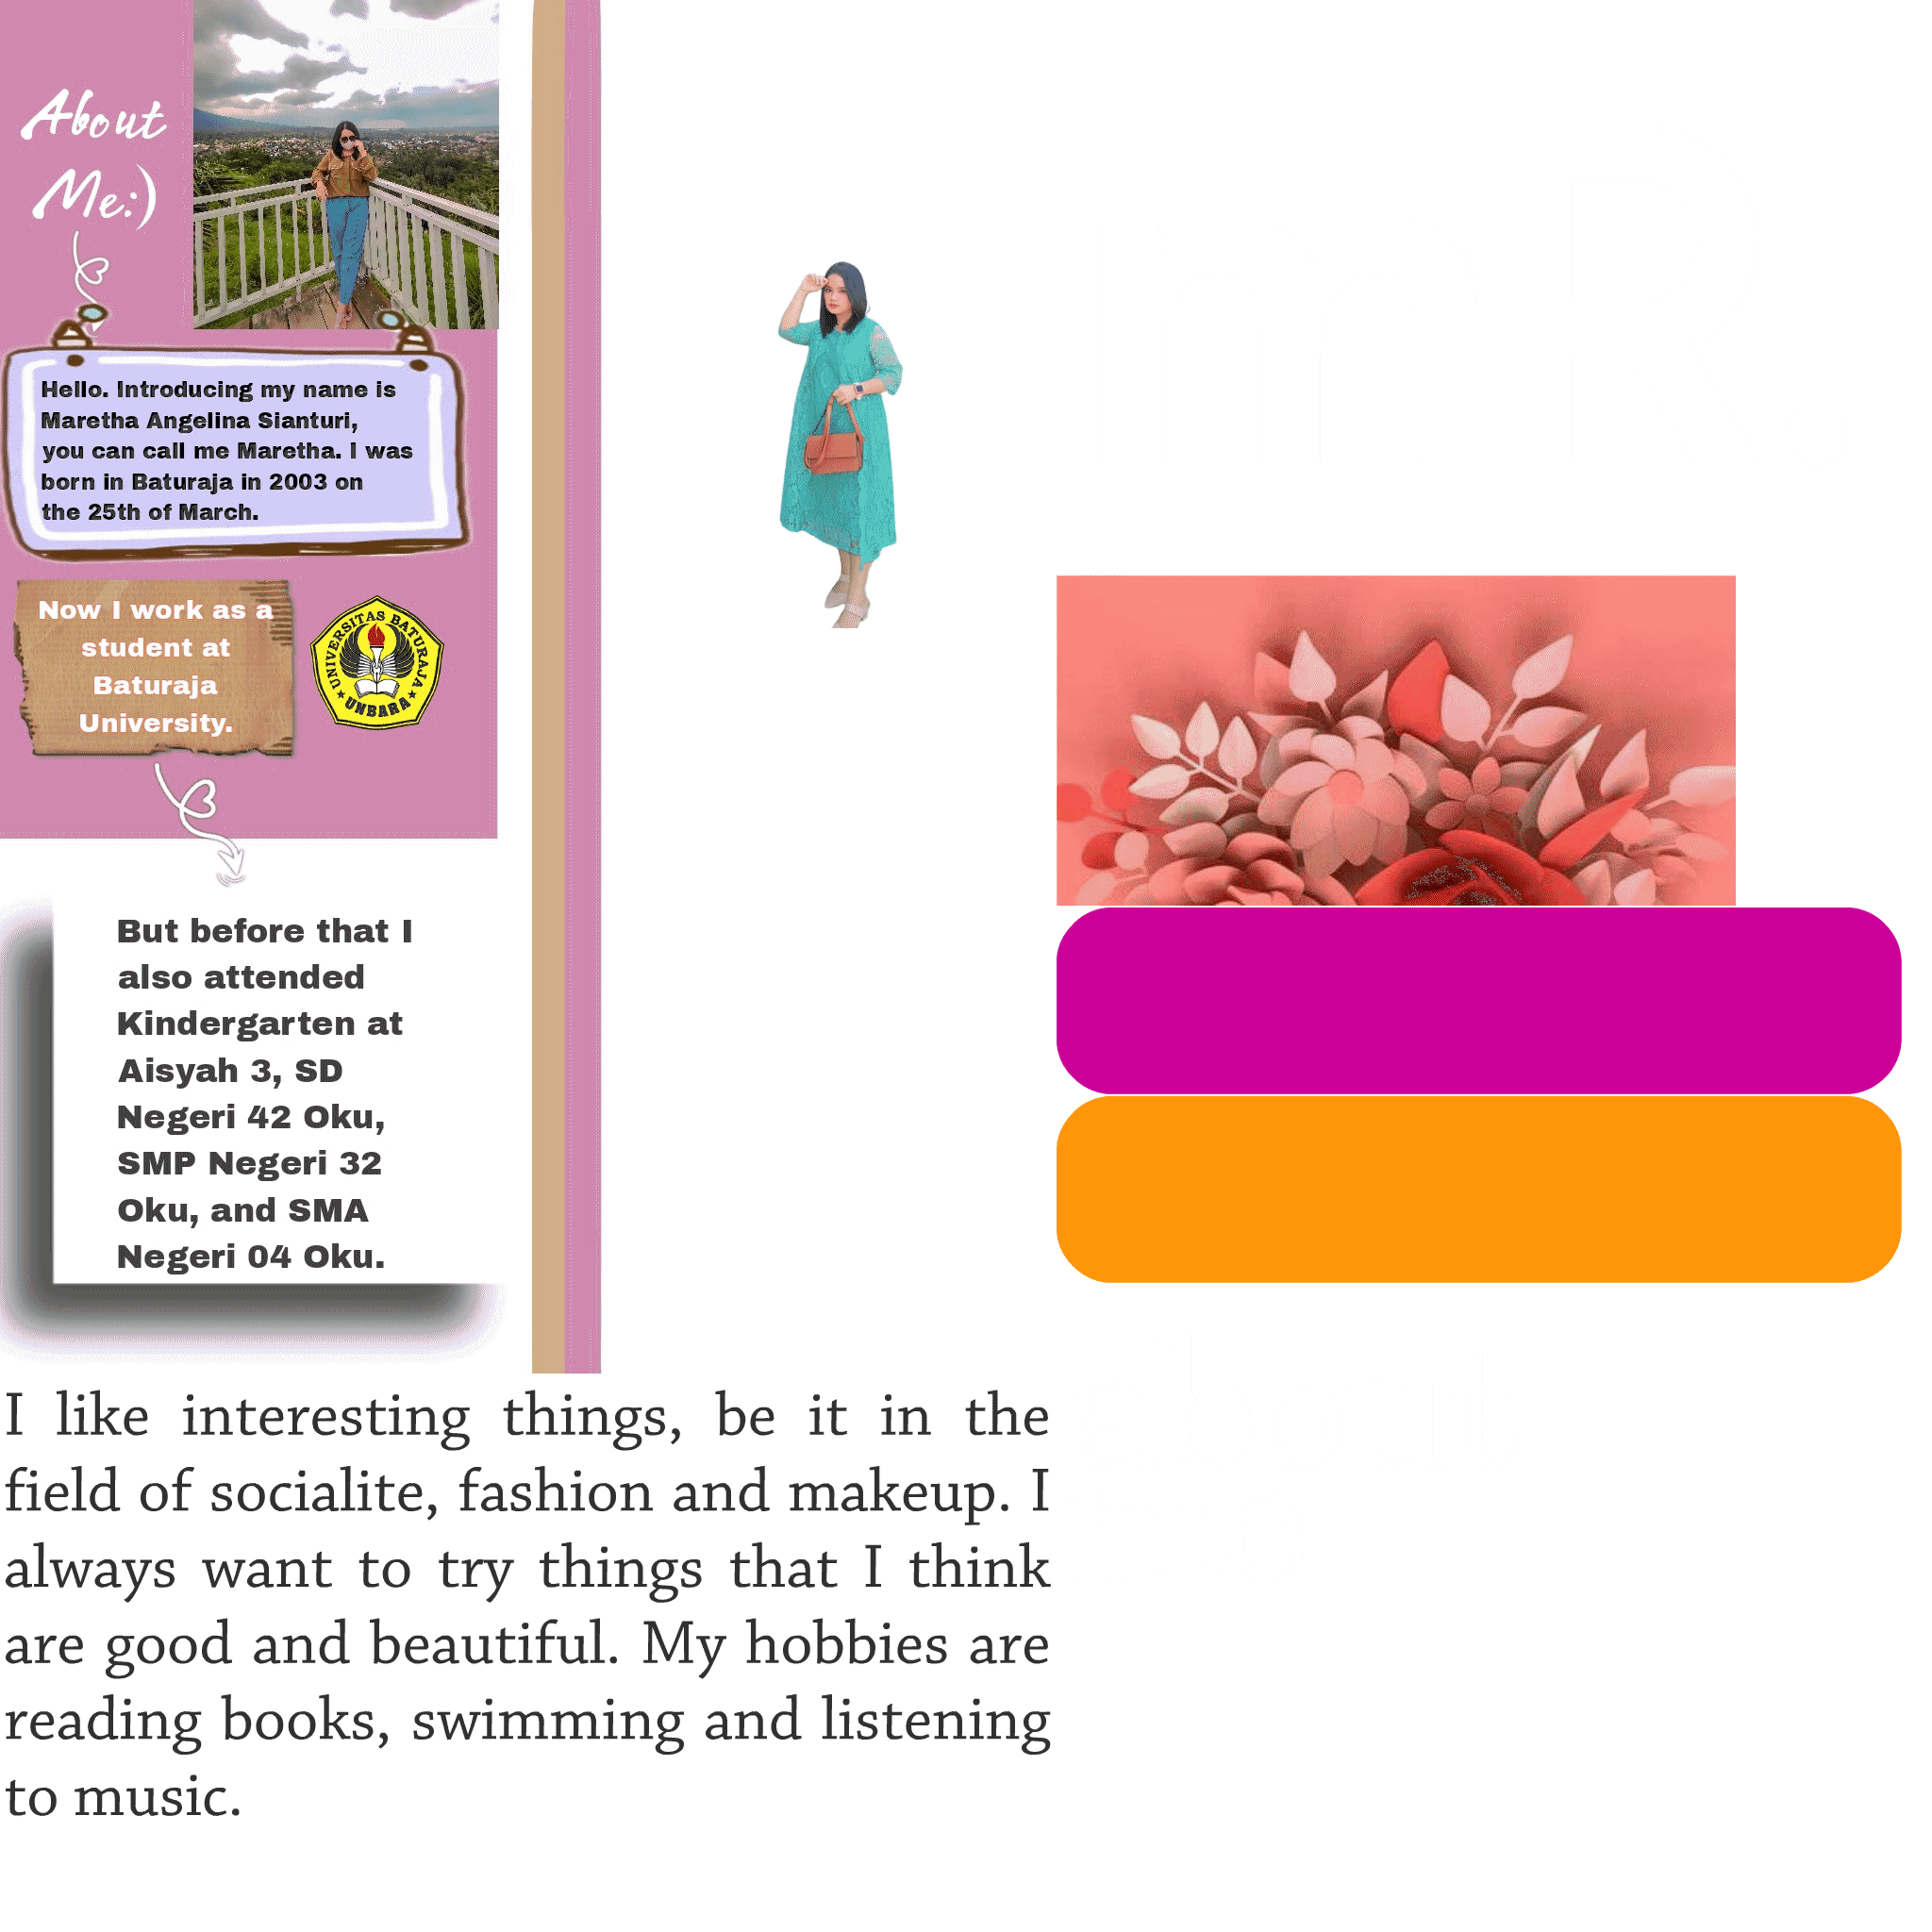 About
Me:)
Hello. Introducing my name is
Maretha Angelina Sianturi,
you can call me Maretha. I was
born in Baturaja in 2003 on
the 25th of March.
Now I work as a
student at
Baturaja
University.
UNIVERSITAS BATURAJA
UNBARA
But before that I
also attended
Kindergarten at
Aisyah 3, SD
Negeri 42 Oku,
SMP Negeri 32
Oku, and SMA
Negeri 04 Oku.
I like interesting things, be it in the
field of socialite, fashion and makeup. I
always want to try things that I think
are good and beautiful. My hobbies are
reading books, swimming and listening
to music.